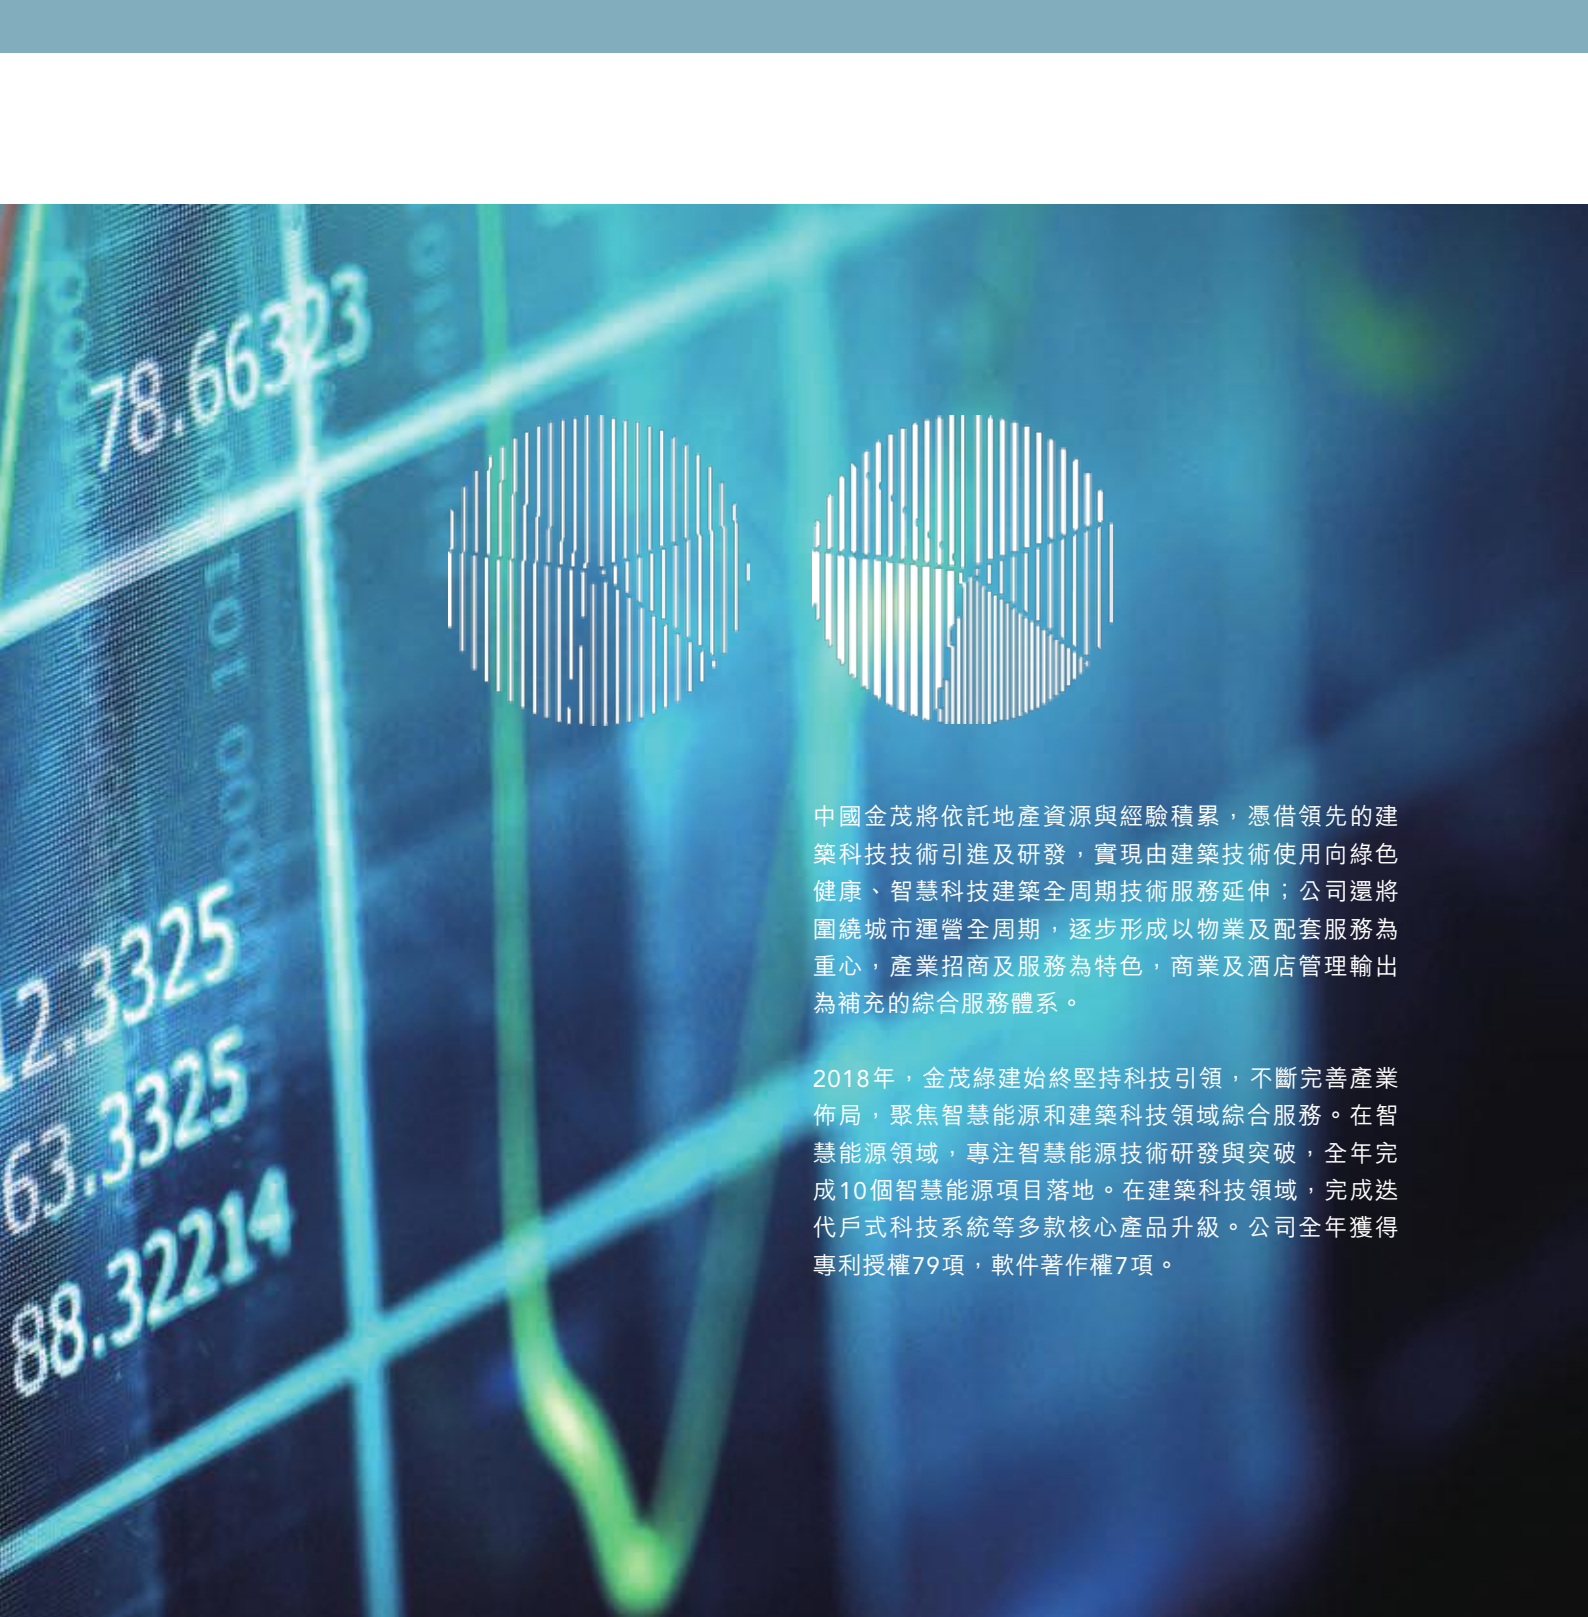 78.66323
2.3325
63.3325
88.32214
中國金茂將依託地產資源與經驗積累，憑借領先的建
築科技技術引進及研發，實現由建築技術使用向綠色
健康、智慧科技建築全周期技術服務延伸；公司還將
圍繞城市運營全周期，逐步形成以物業及配套服務為
重心，產業招商及服務為特色，商業及酒店管理輸出
為補充的綜合服務體系。
2018年，金茂綠建始終堅持科技引領，不斷完善產業
佈局，聚焦智慧能源和建築科技領域綜合服務。在智
慧能源領域，專注智慧能源技術研發與突破，全年完
成10個智慧能源項目落地。在建築科技領域，完成迭
代戶式科技系統等多款核心產品升級。公司全年獲得
專利授權79項，軟件著作權7項。